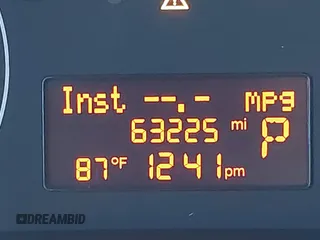 Inst --.- mpg
63225 mi P
87°F 12:41 pm
DREAMBID